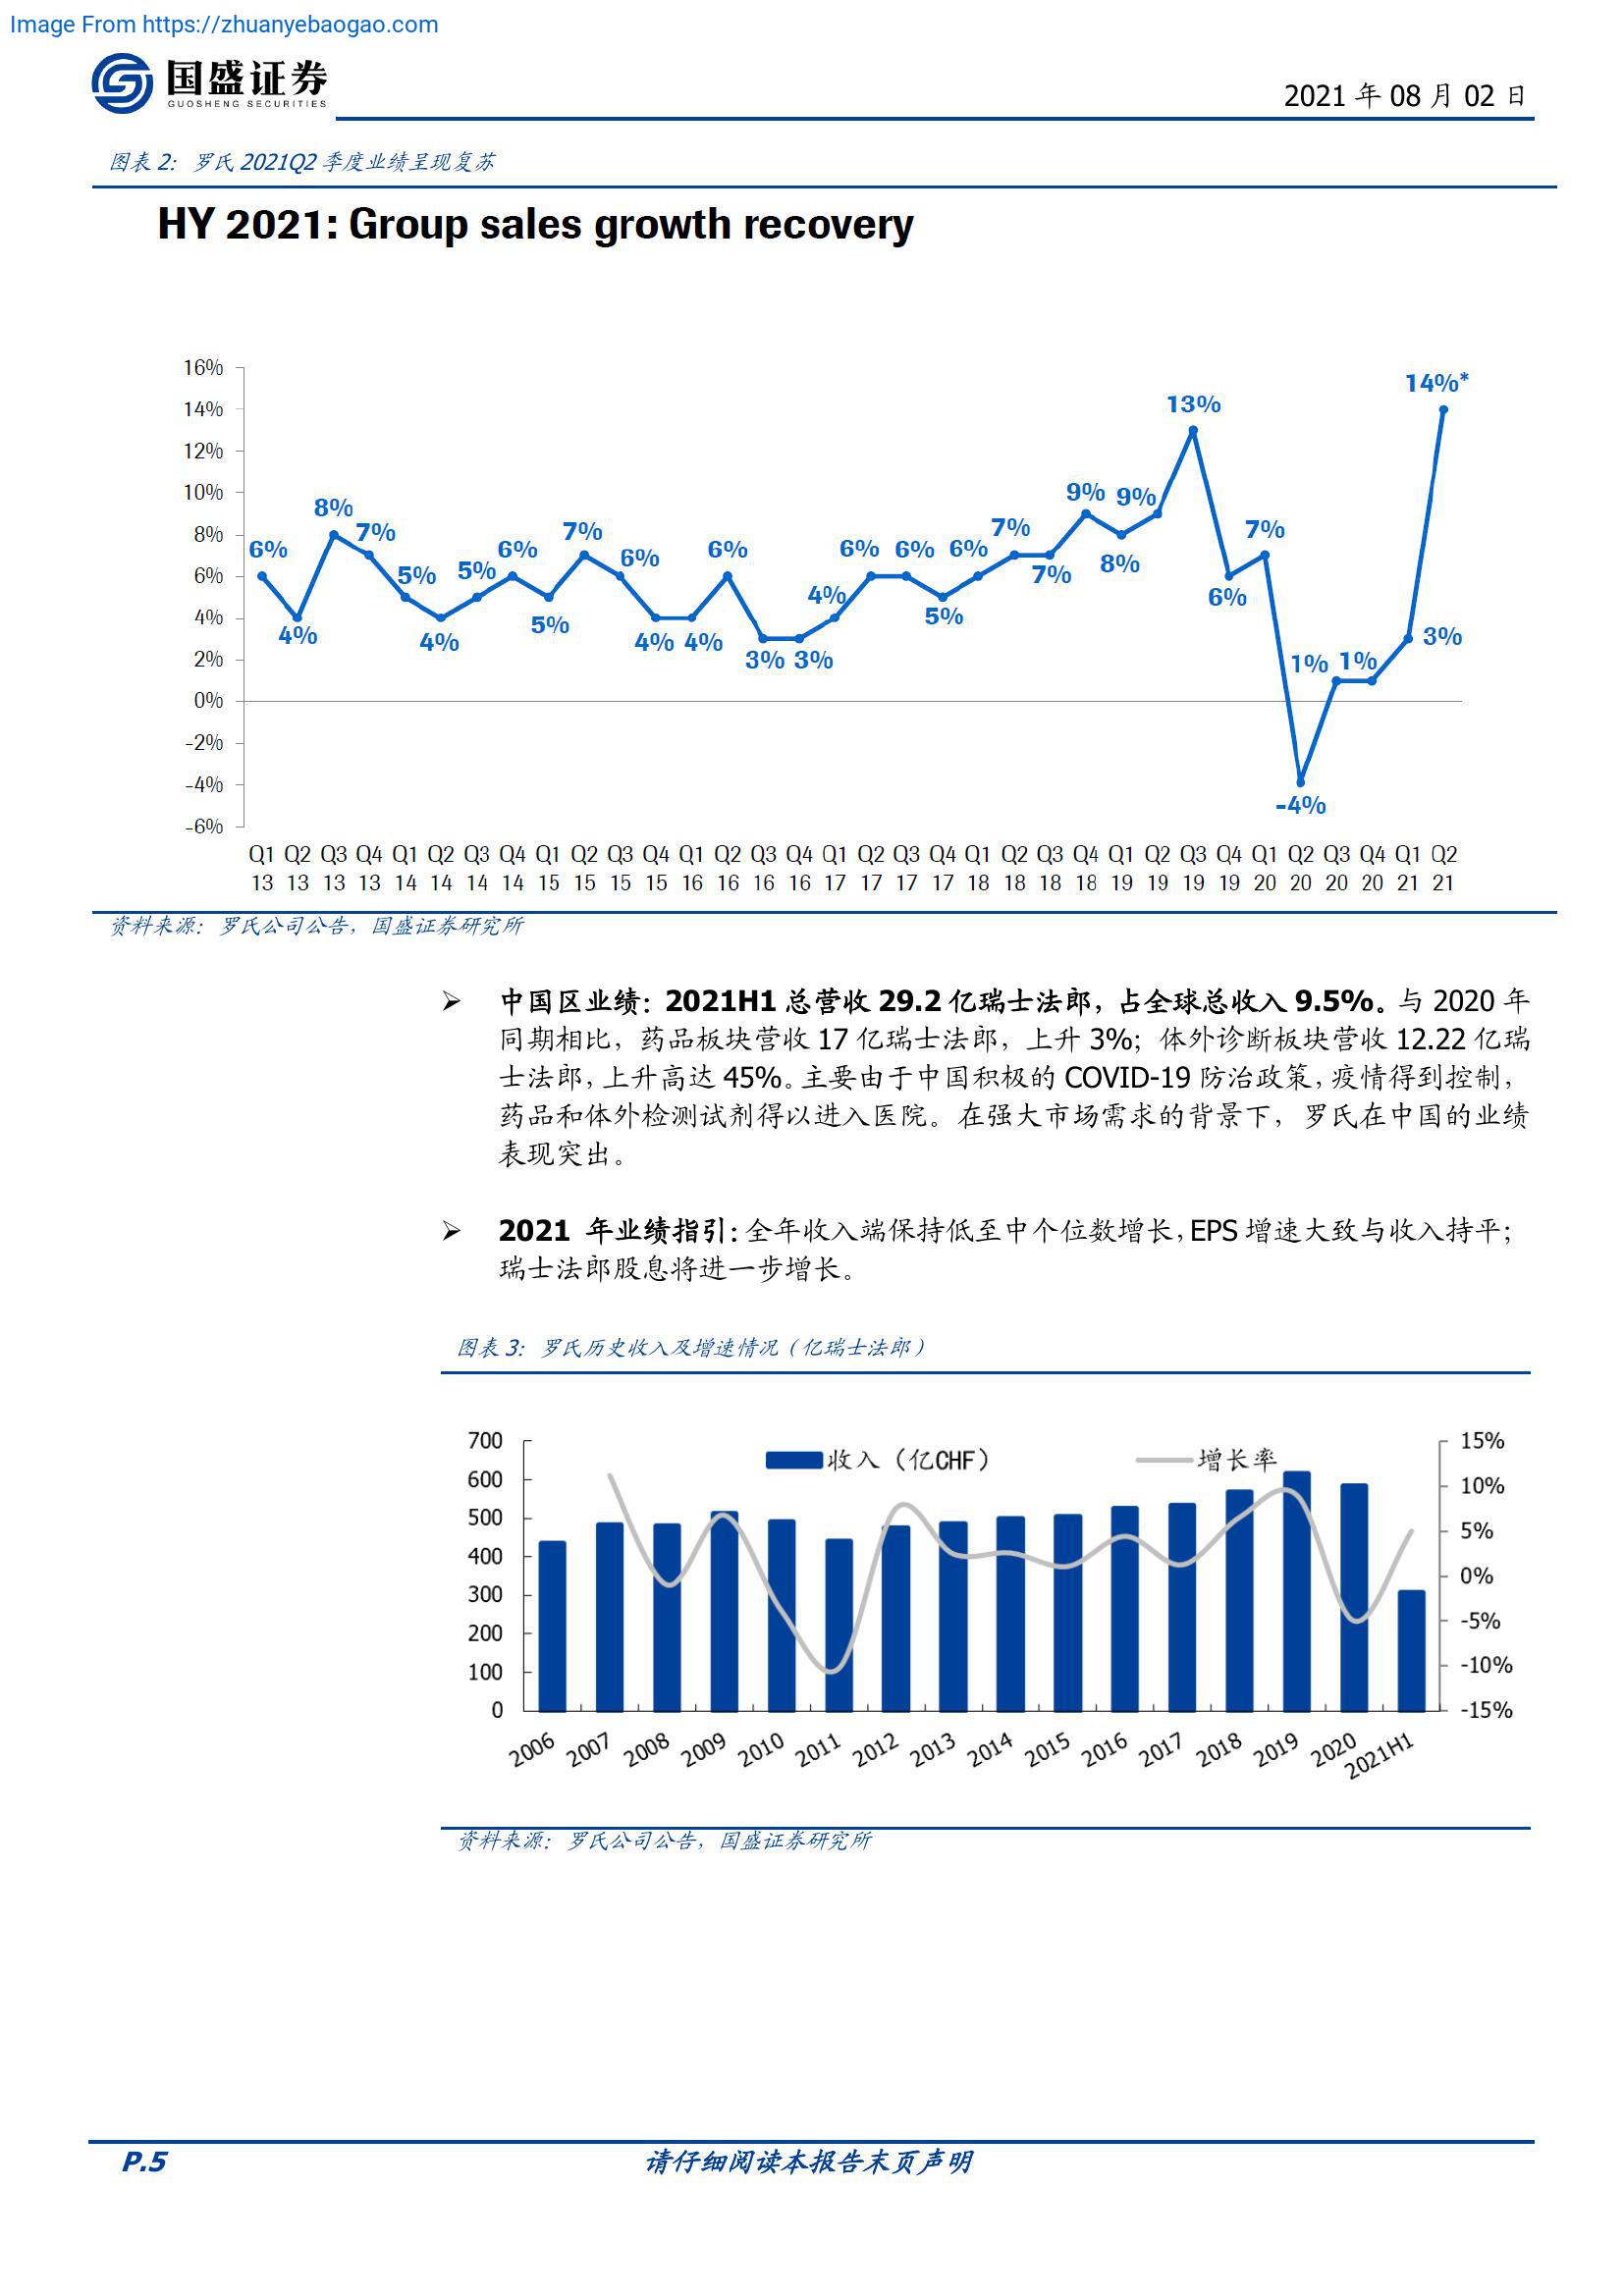 Image From https://zhuanyebaogao.com
国盛证券
GUOSHENG SECURITIES
2021 年 08 月 02 日
图表 2：罗氏 2021Q2 季度业绩呈现复苏
HY 2021: Group sales growth recovery
16%
14%
12%
10%
8%
6%
4%
2%
0%
-2%
-4%
-6%
6%
4%
8%
7%
5%
4%
5%
6%
5%
7%
6%
4%
4%
6%
3%
3%
4%
6%
6%
5%
6%
7%
7%
9%
8%
9%
13%
6%
7%
-4%
1%
1%
3%
14%*
Q1 Q2 Q3 Q4 Q1 Q2 Q3 Q4 Q1 Q2 Q3 Q4 Q1 Q2 Q3 Q4 Q1 Q2 Q3 Q4 Q1 Q2 Q3 Q4 Q1 Q2 Q3 Q4 Q1 Q2 Q3 Q4 Q1 Q2
13 13 13 13 14 14 14 14 15 15 15 15 16 16 16 16 17 17 17 17 18 18 18 18 19 19 19 19 20 20 20 20 21 21
资料来源：罗氏公司公告，国盛证券研究所
➢ 中国区业绩：2021H1 总营收 29.2 亿瑞士法郎，占全球总收入 9.5%。与 2020 年
同期相比，药品板块营收 17 亿瑞士法郎，上升 3%；体外诊断板块营收 12.22 亿瑞
士法郎，上升高达 45%。主要由于中国积极的 COVID-19 防治政策，疫情得到控制，
药品和体外检测试剂得以进入医院。在强大市场需求的背景下，罗氏在中国的业绩
表现突出。
➢ 2021 年业绩指引：全年收入端保持低至中个位数增长，EPS 增速大致与收入持平；
瑞士法郎股息将进一步增长。
图表 3：罗氏历史收入及增速情况（亿瑞士法郎）
收入（亿CHF）
增长率
700
600
500
400
300
200
100
0
15%
10%
5%
0%
-5%
-10%
-15%
2006 2007 2008 2009 2010 2011 2012 2013 2014 2015 2016 2017 2018 2019 2020 2021H1
资料来源：罗氏公司公告，国盛证券研究所
P.5
请仔细阅读本报告末页声明